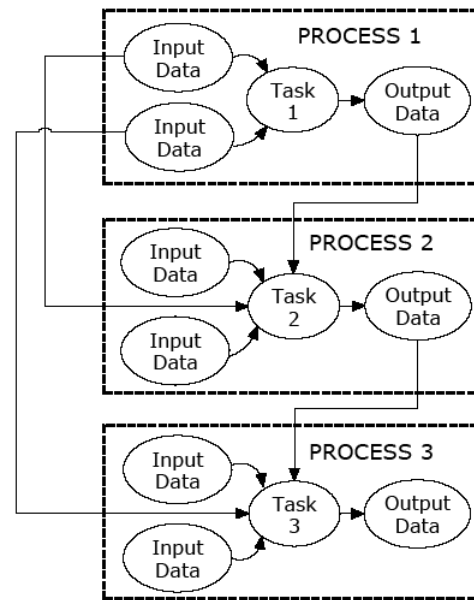 PROCESS 1
Input
Data
Input
Data
Task
1
Output
Data
PROCESS 2
Input
Data
Input
Data
Task
2
Output
Data
PROCESS 3
Input
Data
Input
Data
Task
3
Output
Data